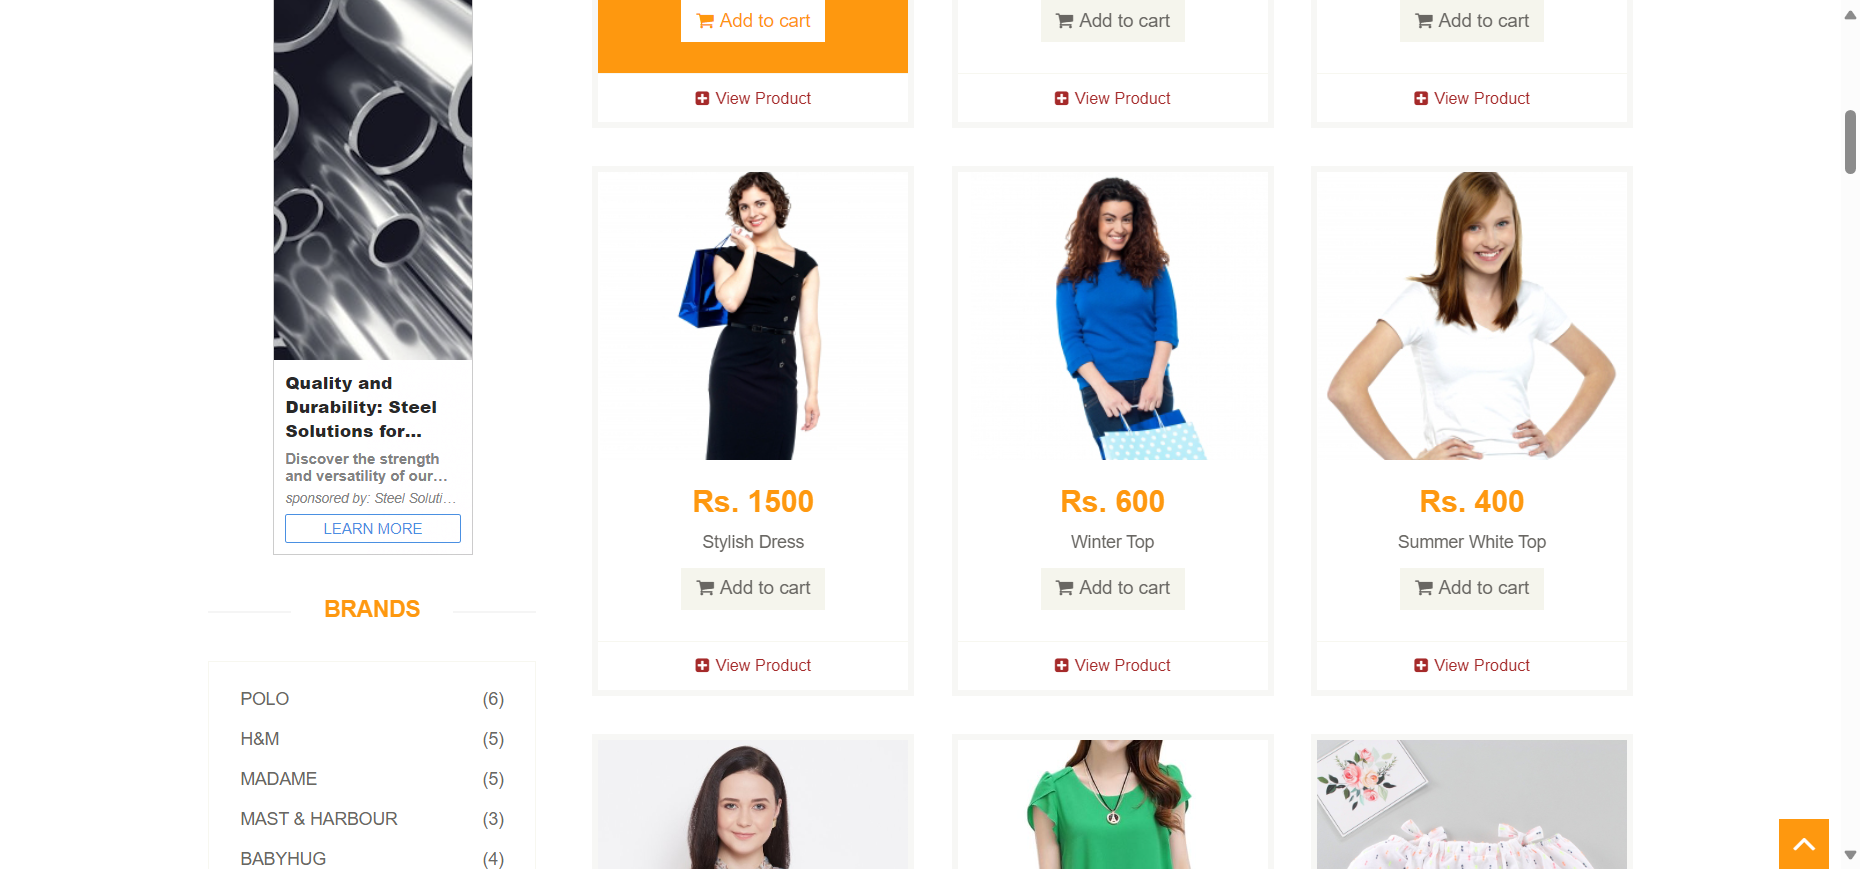 Add to cart
Add to cart
Add to cart
View Product
View Product
View Product
Quality and
Durability: Steel
Solutions for...
Discover the strength
and versatility of our...
sponsored by: Steel Soluti...
LEARN MORE
Rs. 1500
Stylish Dress
Add to cart
View Product
Rs. 600
Winter Top
Add to cart
View Product
Rs. 400
Summer White Top
Add to cart
View Product
BRANDS
POLO (6)
H&M (5)
MADAME (5)
MAST & HARBOUR (3)
BABYHUG (4)